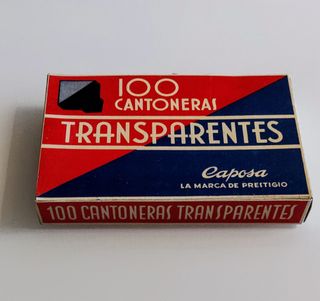 100
CANTONERAS
TRANSPARENTES
Caposa
LA MARCA DE PRESTIGIO
100 CANTONERAS TRANSPARENTES